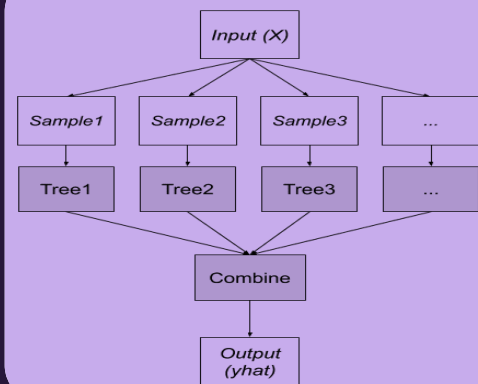 Input (X)
Sample1
Sample2
Sample3
...
Tree1
Tree2
Tree3
...
Combine
Output
(yhat)